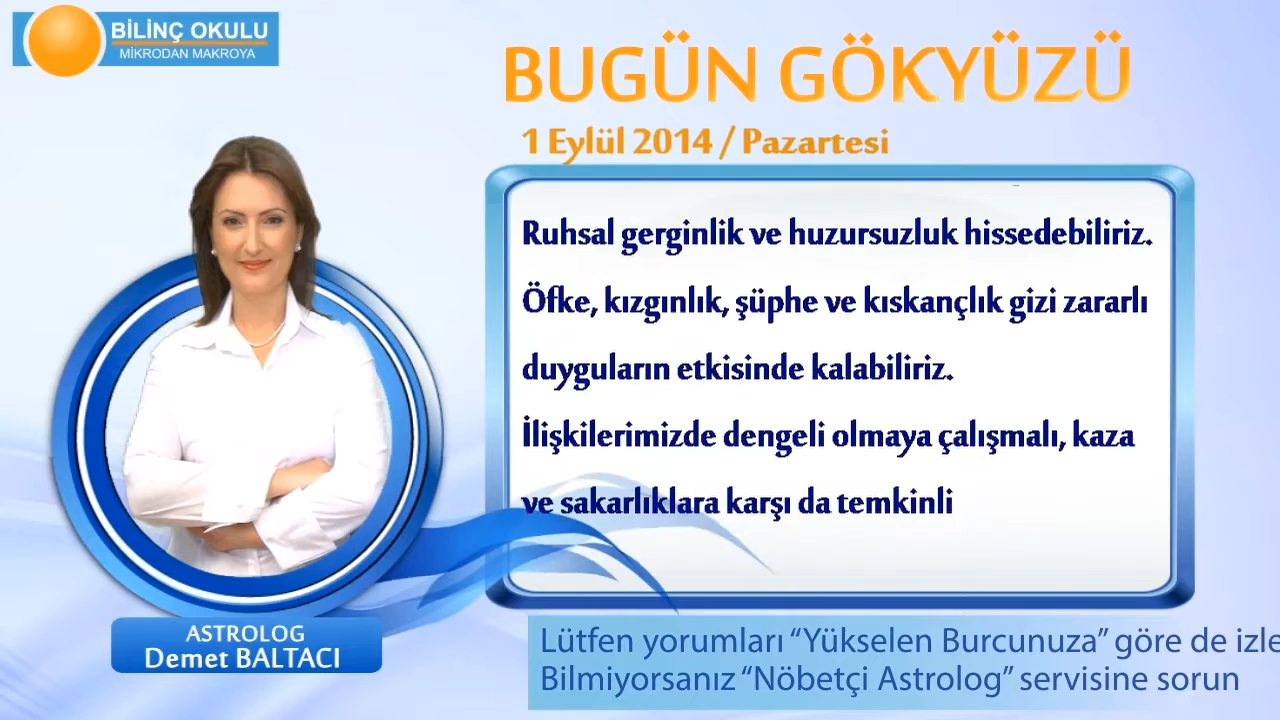 BİLİNÇ OKULU
MİKRODAN MAKROYA
BUGÜN GÖKYÜZÜ
1 Eylül 2014 / Pazartesi
Ruhsal gerginlik ve huzursuzluk hissedebiliriz.
Öfke, kızgınlık, şüphe ve kıskançlık gizi zararlı
duyguların etkisinde kalabiliriz.
İlişkilerimizde dengeli olmaya çalışmalı, kaza
ve sakarlıklara karşı da temkinli
ASTROLOG
Demet BALTACI
Lütfen yorumları “Yükselen Burcunuza” göre de izle
Bilmiyorsanız “Nöbetçi Astrolog” servisine sorun